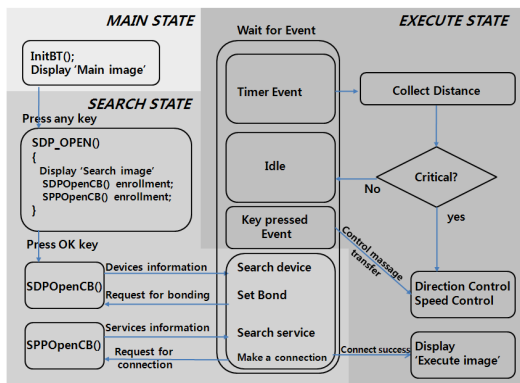 MAIN STATE
EXECUTE STATE
InitBT();
Display 'Main image'
Wait for Event
SEARCH STATE
Press any key
SDP_OPEN()
{
Display 'Search image'
SDPOpenCB() enrollment;
SPPOpenCB() enrollment;
}
Press OK key
SDPOpenCB()
Devices information
Request for bonding
SPPOpenCB()
Services information
Request for
connection
Timer Event
Idle
Key pressed
Event
Search device
Set Bond
Search service
Make a connection
Collect Distance
Critical?
No
yes
Control massage
transfer
Direction Control
Speed Control
Connect success
Display
'Execute image'